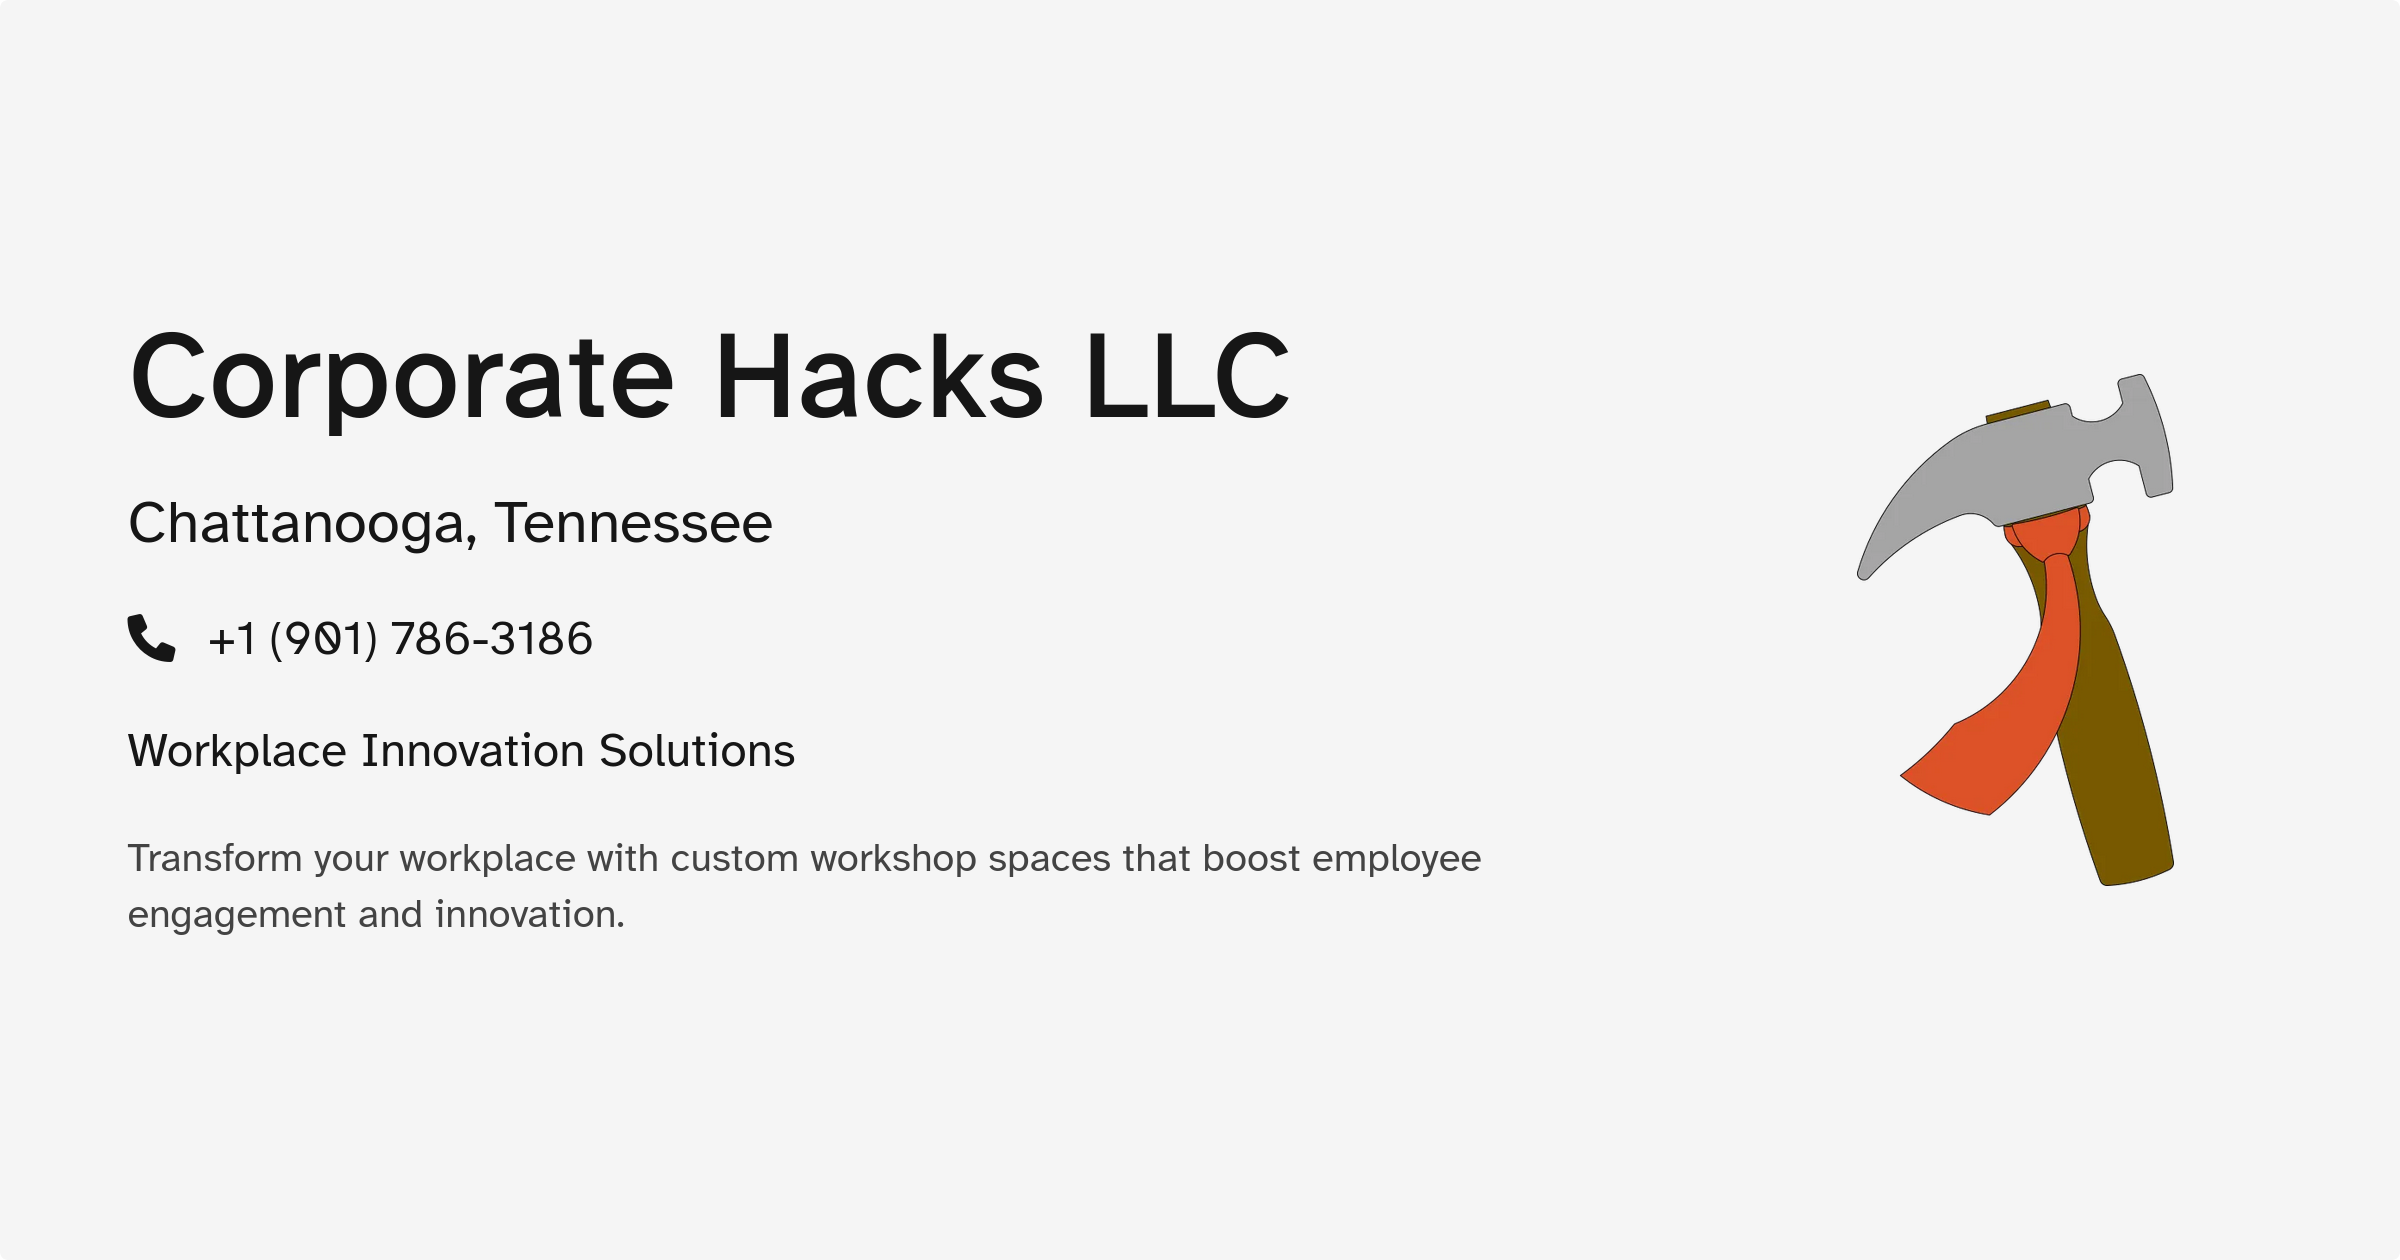 Corporate Hacks LLC
Chattanooga, Tennessee
+1 (901) 786-3186
Workplace Innovation Solutions
Transform your workplace with custom workshop spaces that boost employee
engagement and innovation.